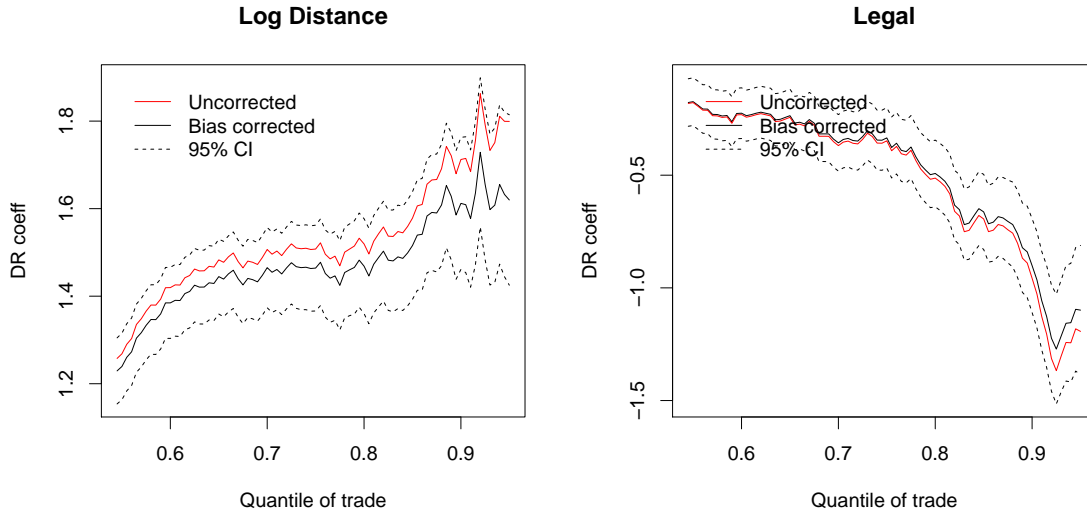 Log Distance
DR coeff
1.8
1.6
1.4
1.2
Uncorrected
Bias corrected
95% CI
0.6 0.7 0.8 0.9
Quantile of trade
Legal
DR coeff
−0.5
−1.0
−1.5
Uncorrected
Bias corrected
95% CI
0.6 0.7 0.8 0.9
Quantile of trade